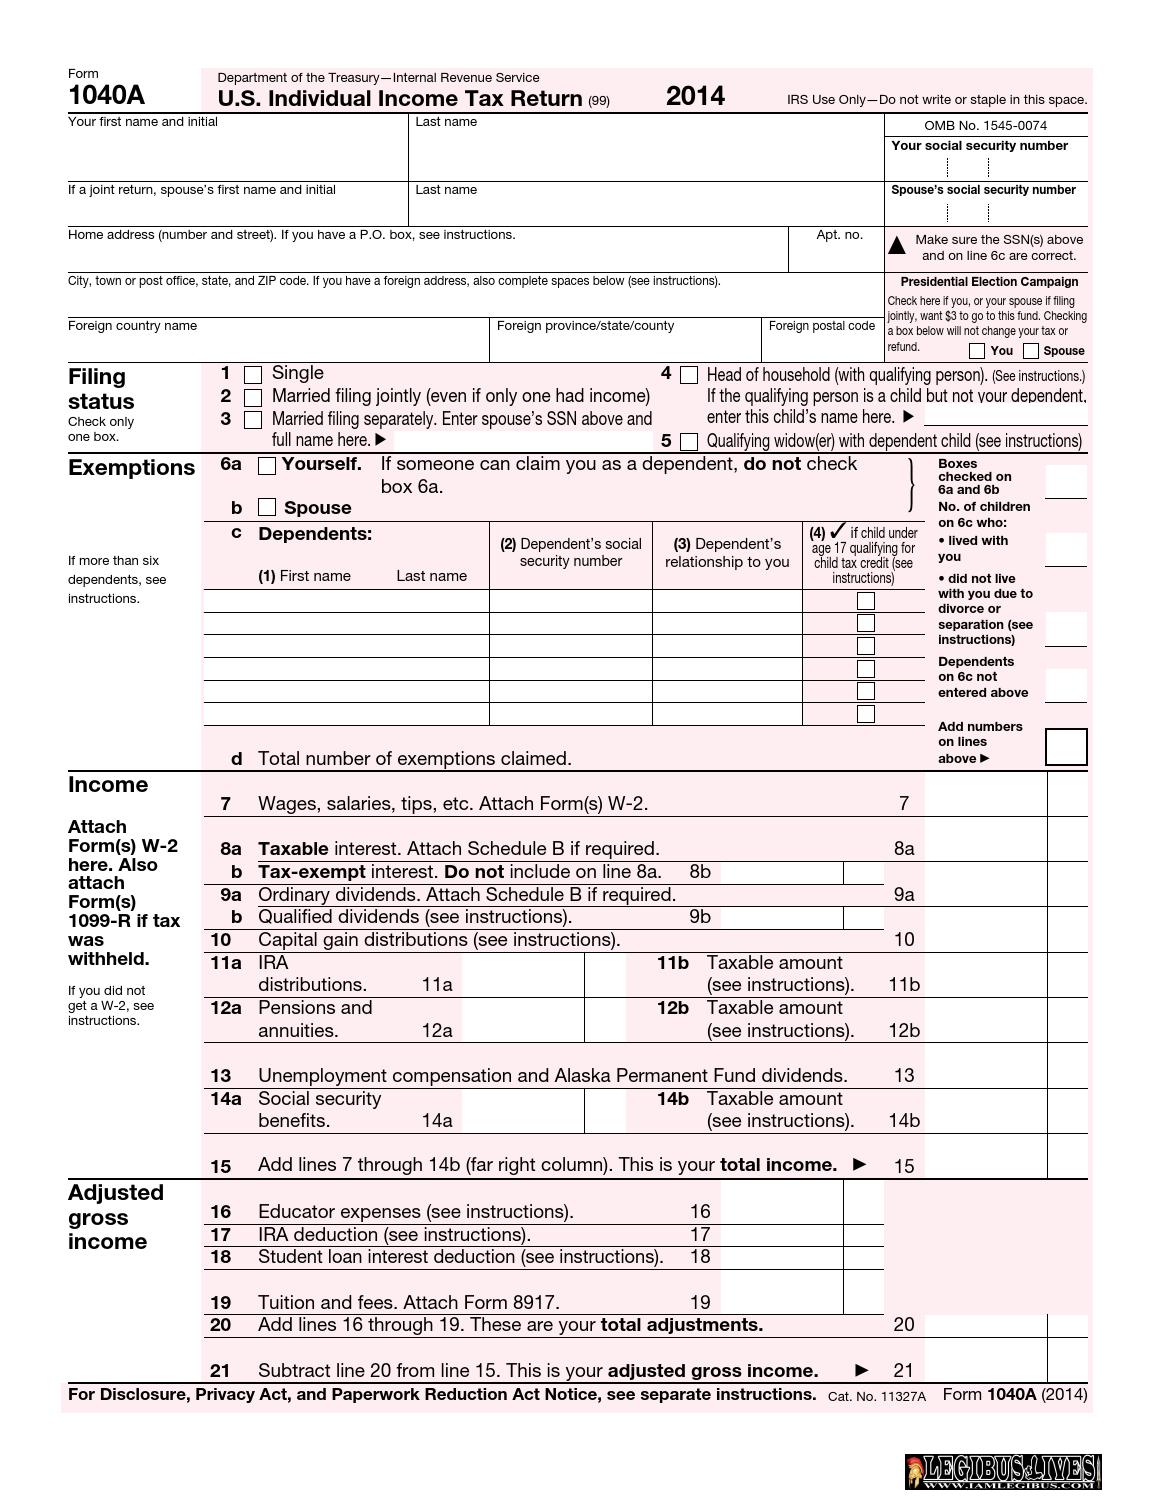 Form
1040A
Department of the Treasury—Internal Revenue Service
U.S. Individual Income Tax Return (99)
2014
IRS Use Only—Do not write or staple in this space.
Your first name and initial
Last name
OMB No. 1545-0074
Your social security number
If a joint return, spouse’s first name and initial
Last name
Spouse’s social security number
Home address (number and street). If you have a P.O. box, see instructions.
Apt. no.
▲ Make sure the SSN(s) above
and on line 6c are correct.
City, town or post office, state, and ZIP code. If you have a foreign address, also complete spaces below (see instructions).
Foreign country name
Foreign province/state/county
Foreign postal code
Presidential Election Campaign
Check here if you, or your spouse if filing
jointly, want $3 to go to this fund. Checking
a box below will not change your tax or
refund. You Spouse
Filing
status
Check only
one box.
1 Single
2 Married filing jointly (even if only one had income)
3 Married filing separately. Enter spouse’s SSN above and
full name here. ▶
4 Head of household (with qualifying person). (See instructions.)
If the qualifying person is a child but not your dependent,
enter this child’s name here. ▶
5 Qualifying widow(er) with dependent child (see instructions)
Exemptions
6a Yourself. If someone can claim you as a dependent, do not check
box 6a.
b Spouse
c Dependents:
(1) First name Last name
(2) Dependent’s social
security number
(3) Dependent’s
relationship to you
(4) ✓ if child under
age 17 qualifying for
child tax credit (see
instructions)
If more than six
dependents, see
instructions.
Boxes
checked on
6a and 6b
No. of children
on 6c who:
• lived with
you
• did not live
with you due to
divorce or
separation (see
instructions)
Dependents
on 6c not
entered above
Add numbers
on lines
above ▶
d Total number of exemptions claimed.
Income
Attach
Form(s) W-2
here. Also
attach
Form(s)
1099-R if tax
was
withheld.
If you did not
get a W-2, see
instructions.
7 Wages, salaries, tips, etc. Attach Form(s) W-2. 7
8a Taxable interest. Attach Schedule B if required. 8a
b Tax-exempt interest. Do not include on line 8a. 8b
9a Ordinary dividends. Attach Schedule B if required. 9a
b Qualified dividends (see instructions). 9b
10 Capital gain distributions (see instructions). 10
11a IRA
distributions. 11a
11b Taxable amount
(see instructions). 11b
12a Pensions and
annuities. 12a
12b Taxable amount
(see instructions). 12b
13 Unemployment compensation and Alaska Permanent Fund dividends. 13
14a Social security
benefits. 14a
14b Taxable amount
(see instructions). 14b
15 Add lines 7 through 14b (far right column). This is your total income. ▶ 15
Adjusted
gross
income
16 Educator expenses (see instructions). 16
17 IRA deduction (see instructions). 17
18 Student loan interest deduction (see instructions). 18
19 Tuition and fees. Attach Form 8917. 19
20 Add lines 16 through 19. These are your total adjustments. 20
21 Subtract line 20 from line 15. This is your adjusted gross income. ▶ 21
For Disclosure, Privacy Act, and Paperwork Reduction Act Notice, see separate instructions. Cat. No. 11327A Form 1040A (2014)
LEGIBUS LIVES
WWW.IAMLEGIBUS.COM